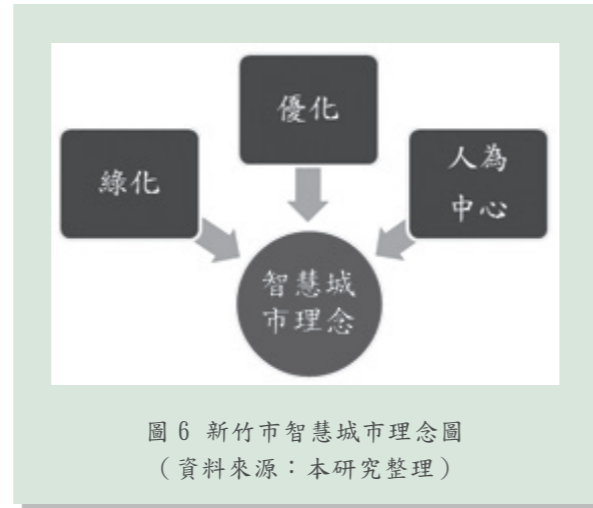 優化
綠化
人為
中心
智慧城
市理念
圖 6 新竹市智慧城市理念圖
（資料來源：本研究整理）